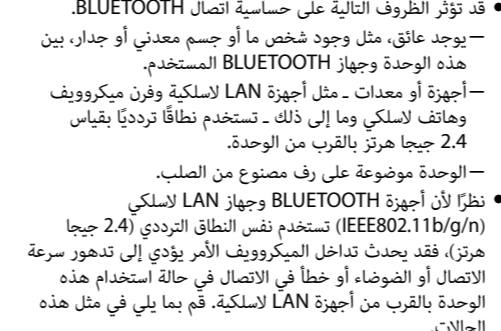 • قد تؤثر الظروف التالية على حساسية اتصال BLUETOOTH.
—يوجد عائق، مثل وجود شخص ما أو جسم معدني أو جدار، بين
هذه الوحدة وجهاز BLUETOOTH المستخدم.
—أجهزة أو معدات ـ مثل أجهزة LAN لاسلكية وفرن ميكروويف
وهاتف لاسلكي وما إلى ذلك ـ تستخدم نطاقًا تردديًا بقياس
2.4 جيجا هرتز بالقرب من الوحدة.
—الوحدة موضوعة على رف مصنوع من الصلب.
• نظرًا لأن أجهزة BLUETOOTH وجهاز LAN لاسلكي
(IEEE802.11b/g/n) تستخدم نفس النطاق الترددي (2.4 جيجا
هرتز)، فقد يحدث تداخل الميكروويف الأمر يؤدي إلى تدهور سرعة
الاتصال أو الضوضاء أو خطأ في الاتصال في حالة استخدام هذه
الوحدة بالقرب من أجهزة LAN لاسلكية. قم بما يلي في مثل هذه
الحالات.